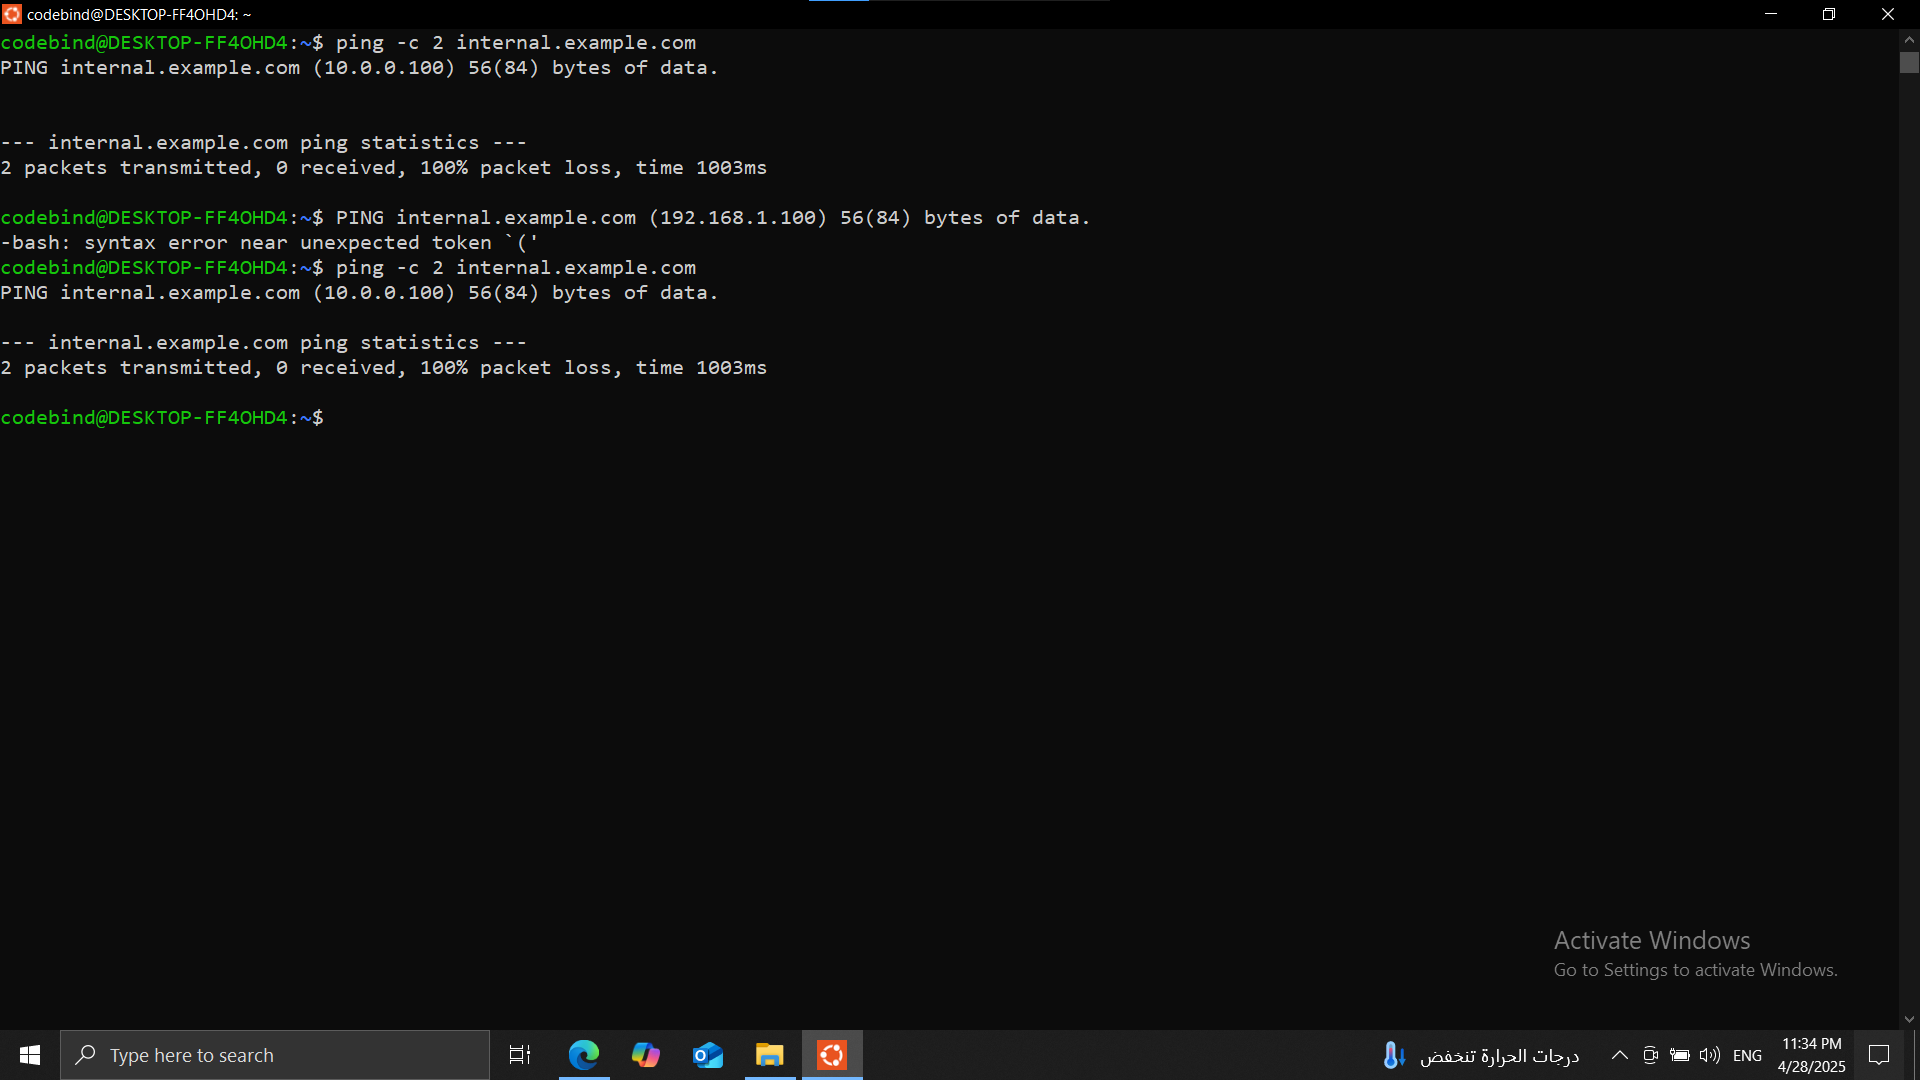 codebind@DESKTOP-FF4OHD4: ~
codebind@DESKTOP-FF4OHD4:~$ ping -c 2 internal.example.com
PING internal.example.com (10.0.0.100) 56(84) bytes of data.
--- internal.example.com ping statistics ---
2 packets transmitted, 0 received, 100% packet loss, time 1003ms
codebind@DESKTOP-FF4OHD4:~$ PING internal.example.com (192.168.1.100) 56(84) bytes of data.
-bash: syntax error near unexpected token `('
codebind@DESKTOP-FF4OHD4:~$ ping -c 2 internal.example.com
PING internal.example.com (10.0.0.100) 56(84) bytes of data.
--- internal.example.com ping statistics ---
2 packets transmitted, 0 received, 100% packet loss, time 1003ms
codebind@DESKTOP-FF4OHD4:~$
Activate Windows
Go to Settings to activate Windows.
Type here to search
درجات الحرارة تنخفض
ENG
11:34 PM
4/28/2025